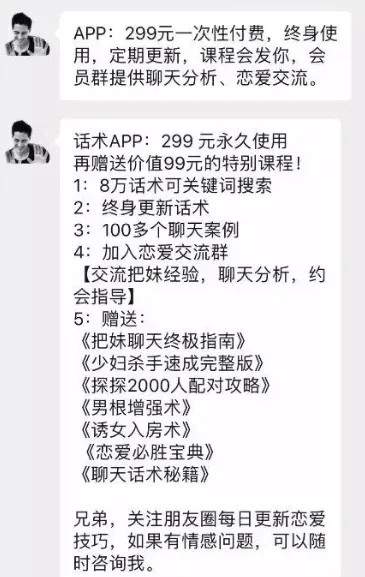 APP：299元一次性付费，终身使
用，定期更新，课程会发你，会
员群提供聊天分析、恋爱交流。
话术APP：299 元永久使用
再赠送价值99元的特别课程！
1：8万话术可关键词搜索
2：终身更新话术
3：100多个聊天案例
4：加入恋爱交流群
【交流把妹经验，聊天分析，约
会指导】
5：赠送：
《把妹聊天终极指南》
《少妇杀手速成完整版》
《探探2000人配对攻略》
《男根增强术》
《诱女入房术》
《恋爱必胜宝典》
《聊天话术秘籍》
兄弟，关注朋友圈每日更新恋爱
技巧，如果有情感问题，可以随
时咨询我。